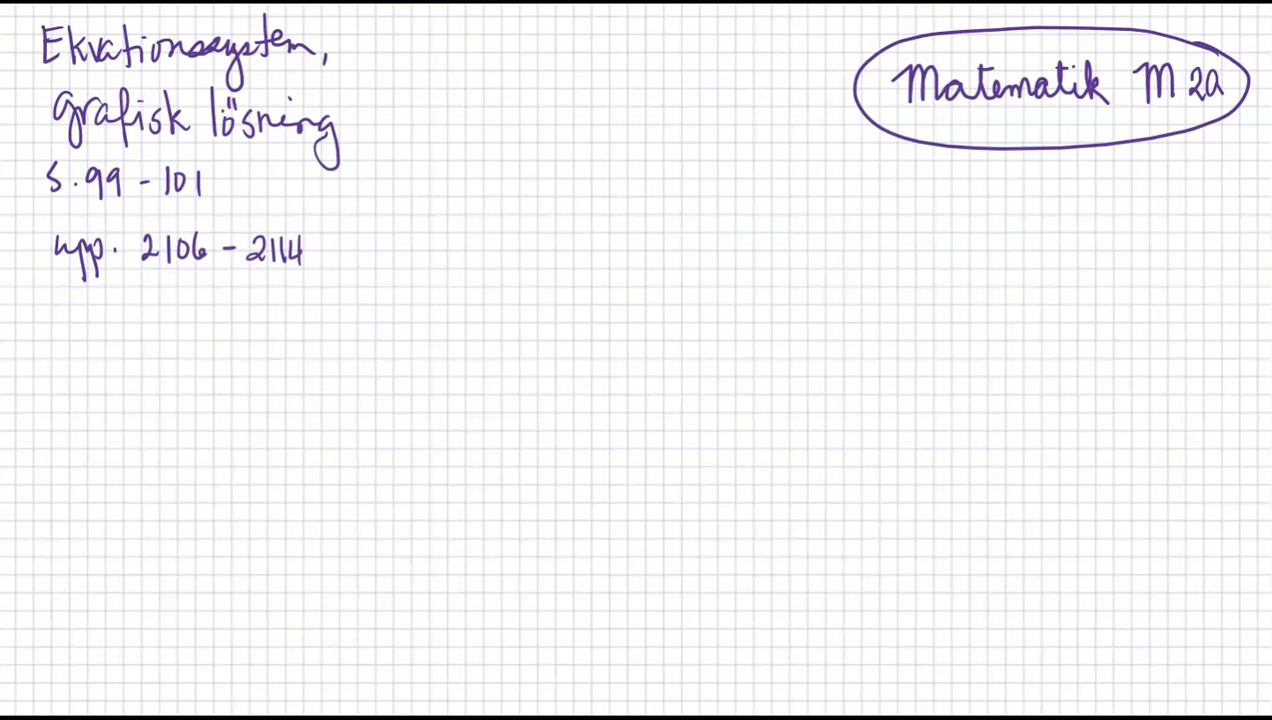 Ekvationssystem,
grafisk lösning
s. 99 - 101
upp. 2106 - 2114
Matematik M 2a